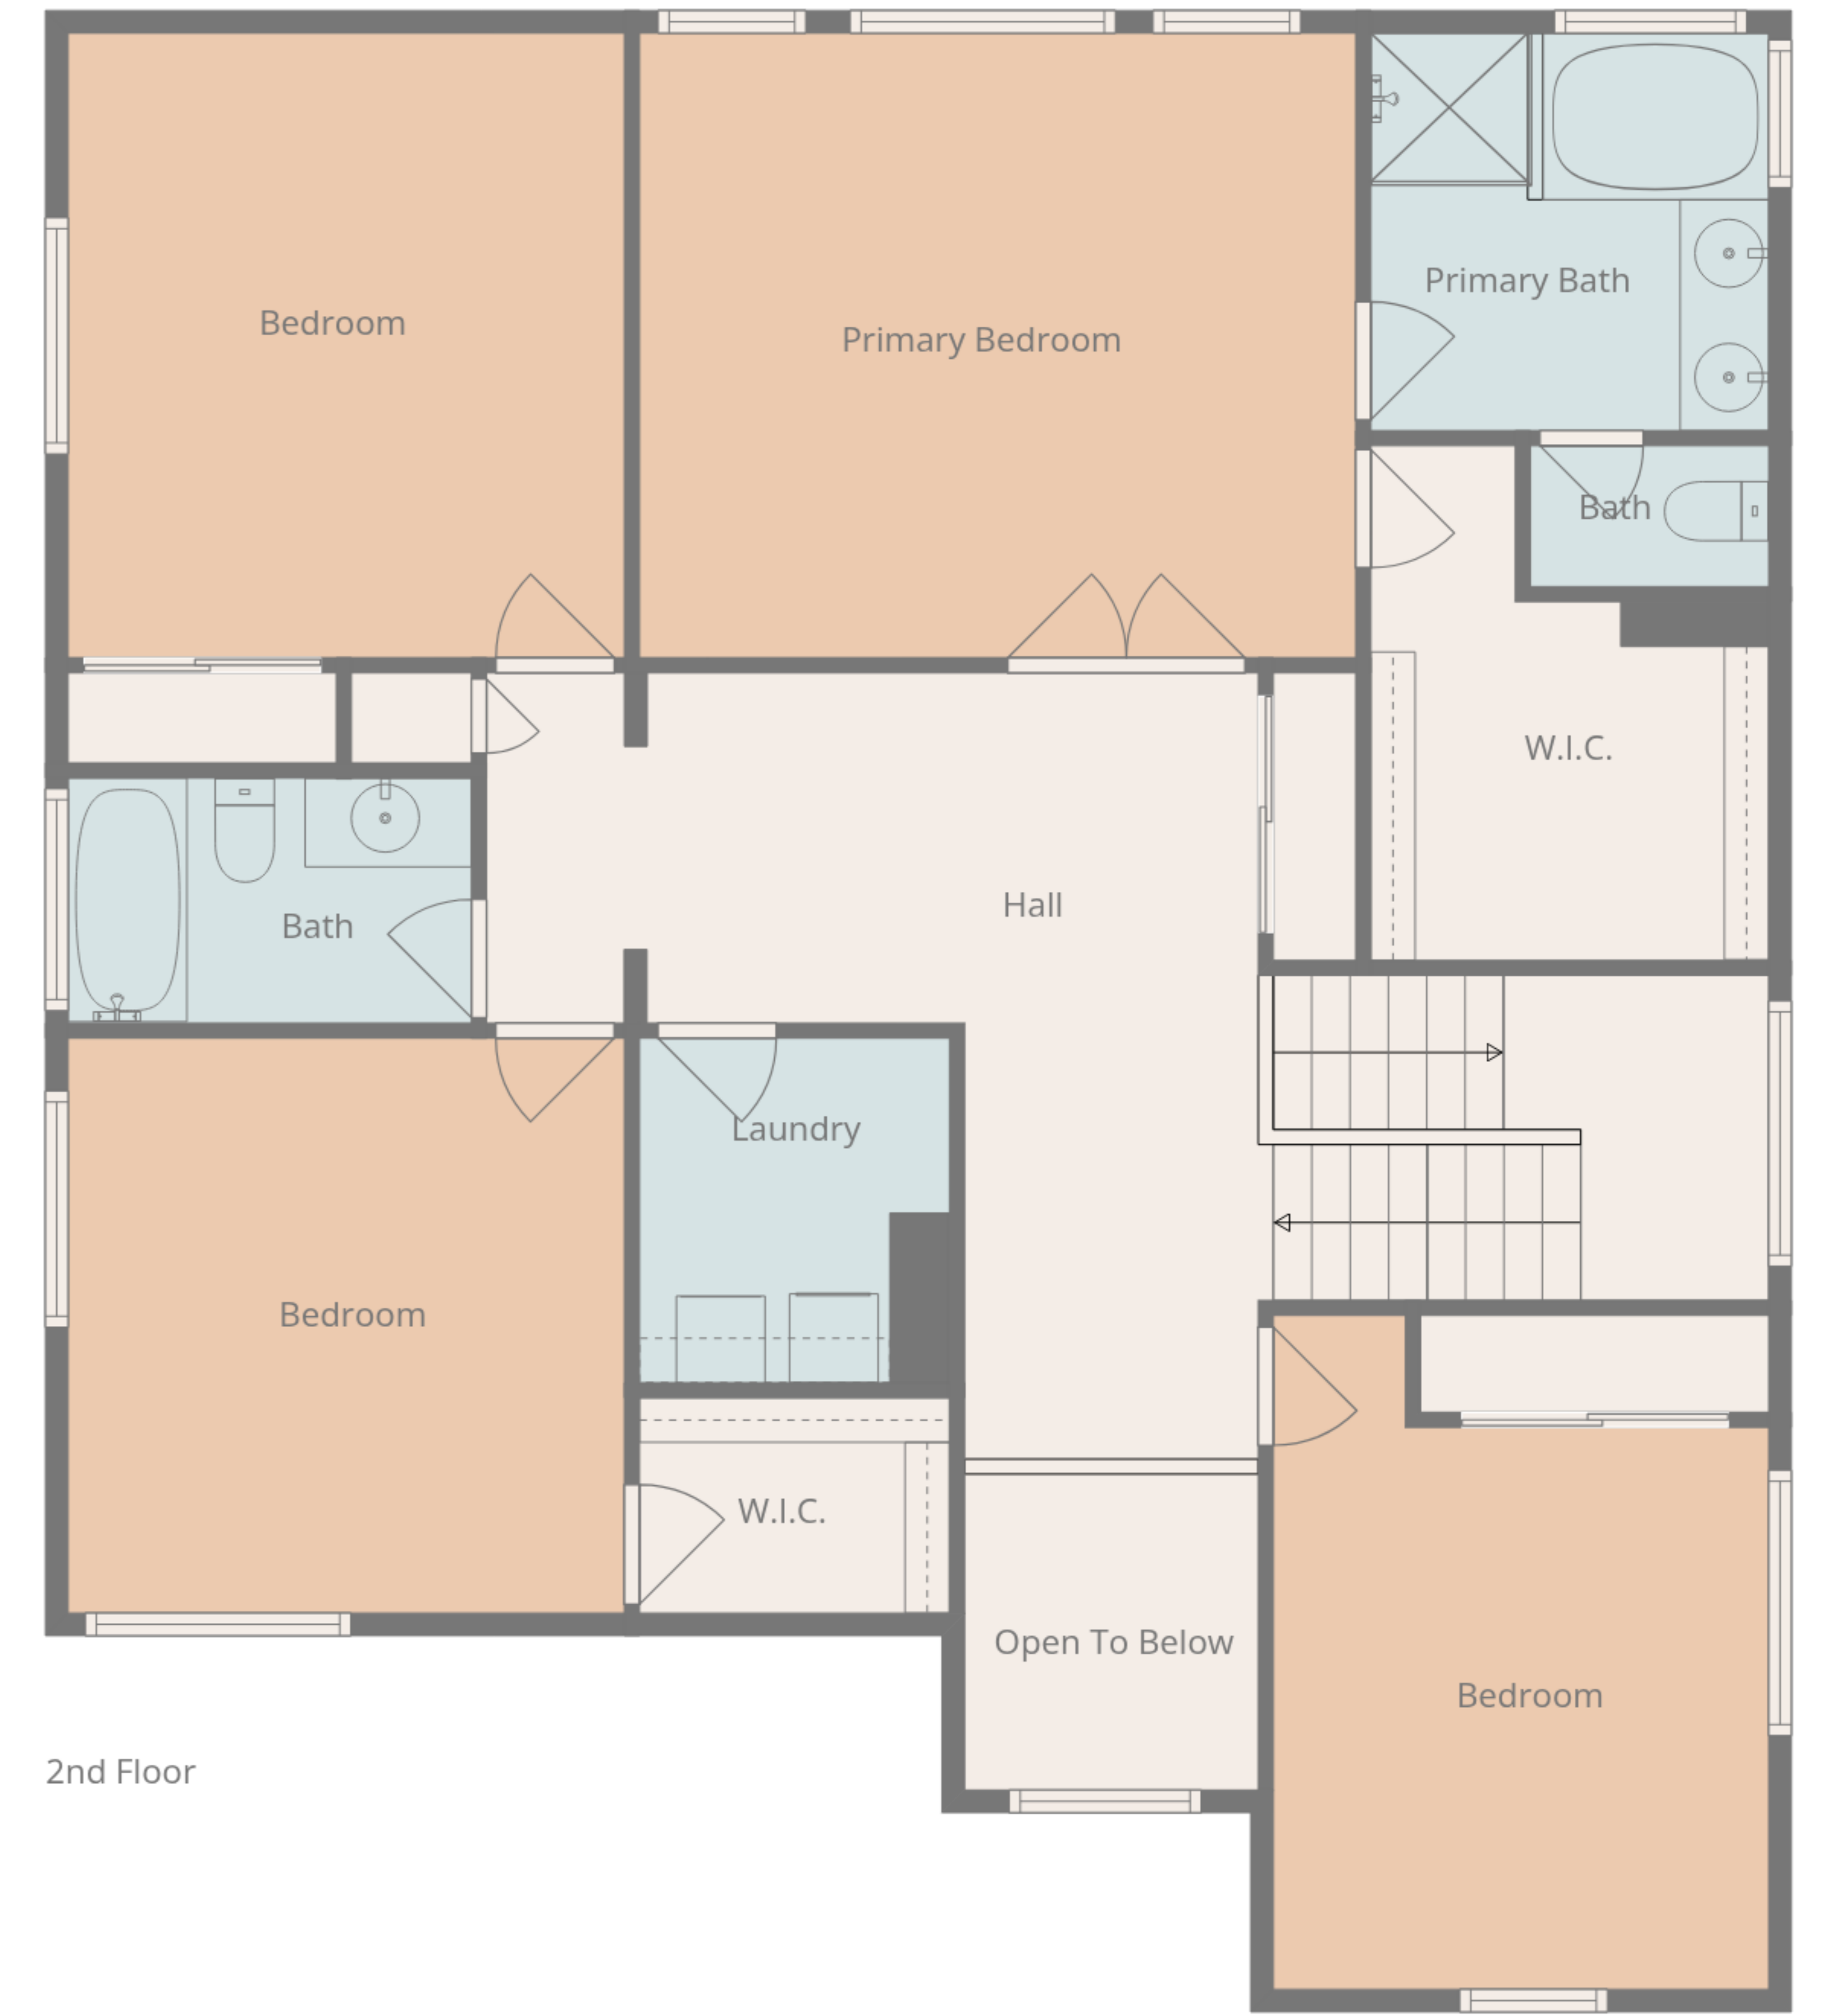 Primary Bath
Bedroom
Primary Bedroom
Bath
W.I.C.
Hall
Bath
Laundry
Bedroom
W.I.C.
Open To Below
Bedroom
2nd Floor